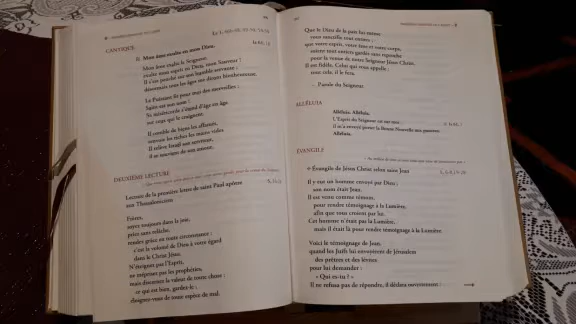 CANTIQUE
R. Mon âme exulte en mon Dieu.
Mon âme exalte le Seigneur,
exulte mon esprit en Dieu, mon Sauveur !
Il s'est penché sur son humble servante ;
désormais tous les âges me diront bienheureuse.
Le Puissant fit pour moi des merveilles :
Saint est son nom !
Sa miséricorde s'étend d'âge en âge
sur ceux qui le craignent.
Il comble de biens les affamés,
renvoie les riches les mains vides.
Il relève Israël son serviteur,
il se souvient de son amour.
DEUXIÈME LECTURE
Lecture de la première lettre de saint Paul apôtre
aux Thessaloniciens
Frères,
soyez toujours dans la joie,
priez sans relâche,
rendez grâce en toute circonstance :
c'est la volonté de Dieu à votre égard
dans le Christ Jésus.
N'éteignez pas l'Esprit,
ne méprisez pas les prophéties,
mais discernez la valeur de toute chose :
ce qui est bien, gardez-le ;
éloignez-vous de toute espèce de mal.
Que le Dieu de la paix lui-même
vous sanctifie tout entiers ;
que votre esprit, votre âme et votre corps,
soient tout entiers gardés sans reproche
pour la venue de notre Seigneur Jésus Christ.
Il est fidèle, Celui qui vous appelle :
tout cela, il le fera.
– Parole du Seigneur.
ALLÉLUIA
Alléluia. Alléluia.
L'Esprit du Seigneur est sur moi :
Il m'a envoyé porter la Bonne Nouvelle aux pauvres.
Alléluia.
ÉVANGILE
+ Évangile de Jésus Christ selon saint Jean
Il y eut un homme envoyé par Dieu ;
son nom était Jean.
Il est venu comme témoin,
pour rendre témoignage à la Lumière,
afin que tous croient par lui.
Cet homme n'était pas la Lumière,
mais il était là pour rendre témoignage à la Lumière.
Voici le témoignage de Jean,
quand les Juifs lui envoyèrent de Jérusalem
des prêtres et des lévites
pour lui demander :
« Qui es-tu ? »
Il ne refusa pas de répondre, il déclara ouvertement :